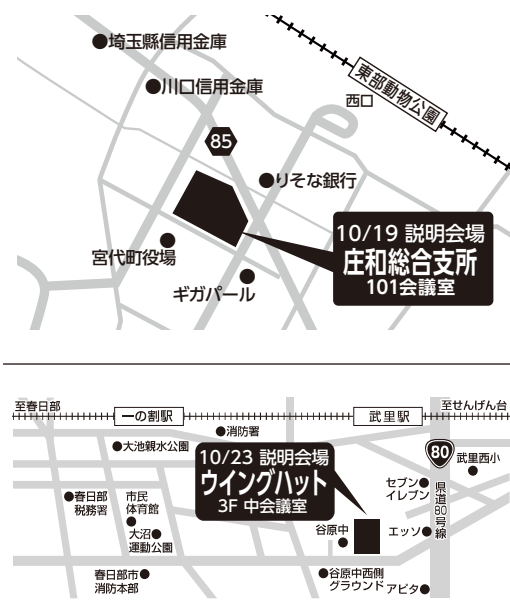 埼玉縣信用金庫
川口信用金庫
東部動物公園
西口
85
りそな銀行
10/19 説明会場
庄和総合支所
101会議室
宮代町役場
ギガパール
至春日部
一の割駅
武里駅
至せんげん台
消防署
大池親水公園
10/23 説明会場
ウイングハット
3F 中会議室
80
武里西小
セブン
イレブン
県道80号線
春日部
税務署
市民
体育館
大沼
運動公園
谷原中
エッソ
春日部市
消防本部
谷原中西側
グラウンド
アピタ